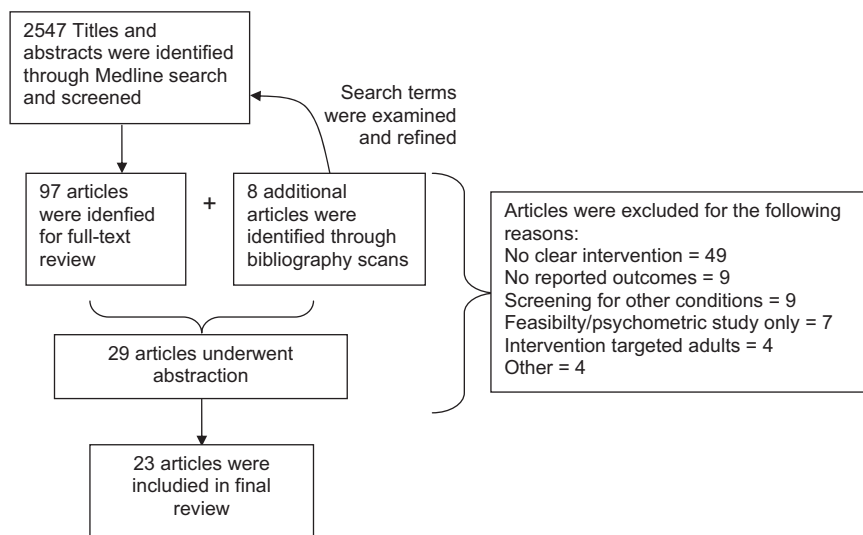 2547 Titles and
abstracts were identified
through Medline search
and screened
Search terms
were examined
and refined
97 articles
were idenfied
for full-text
review
+
8 additional
articles were
identified through
bibliography scans
Articles were excluded for the following
reasons:
No clear intervention = 49
No reported outcomes = 9
Screening for other conditions = 9
Feasibilty/psychometric study only = 7
Intervention targeted adults = 4
Other = 4
29 articles underwent
abstraction
23 articles were
includied in final
review